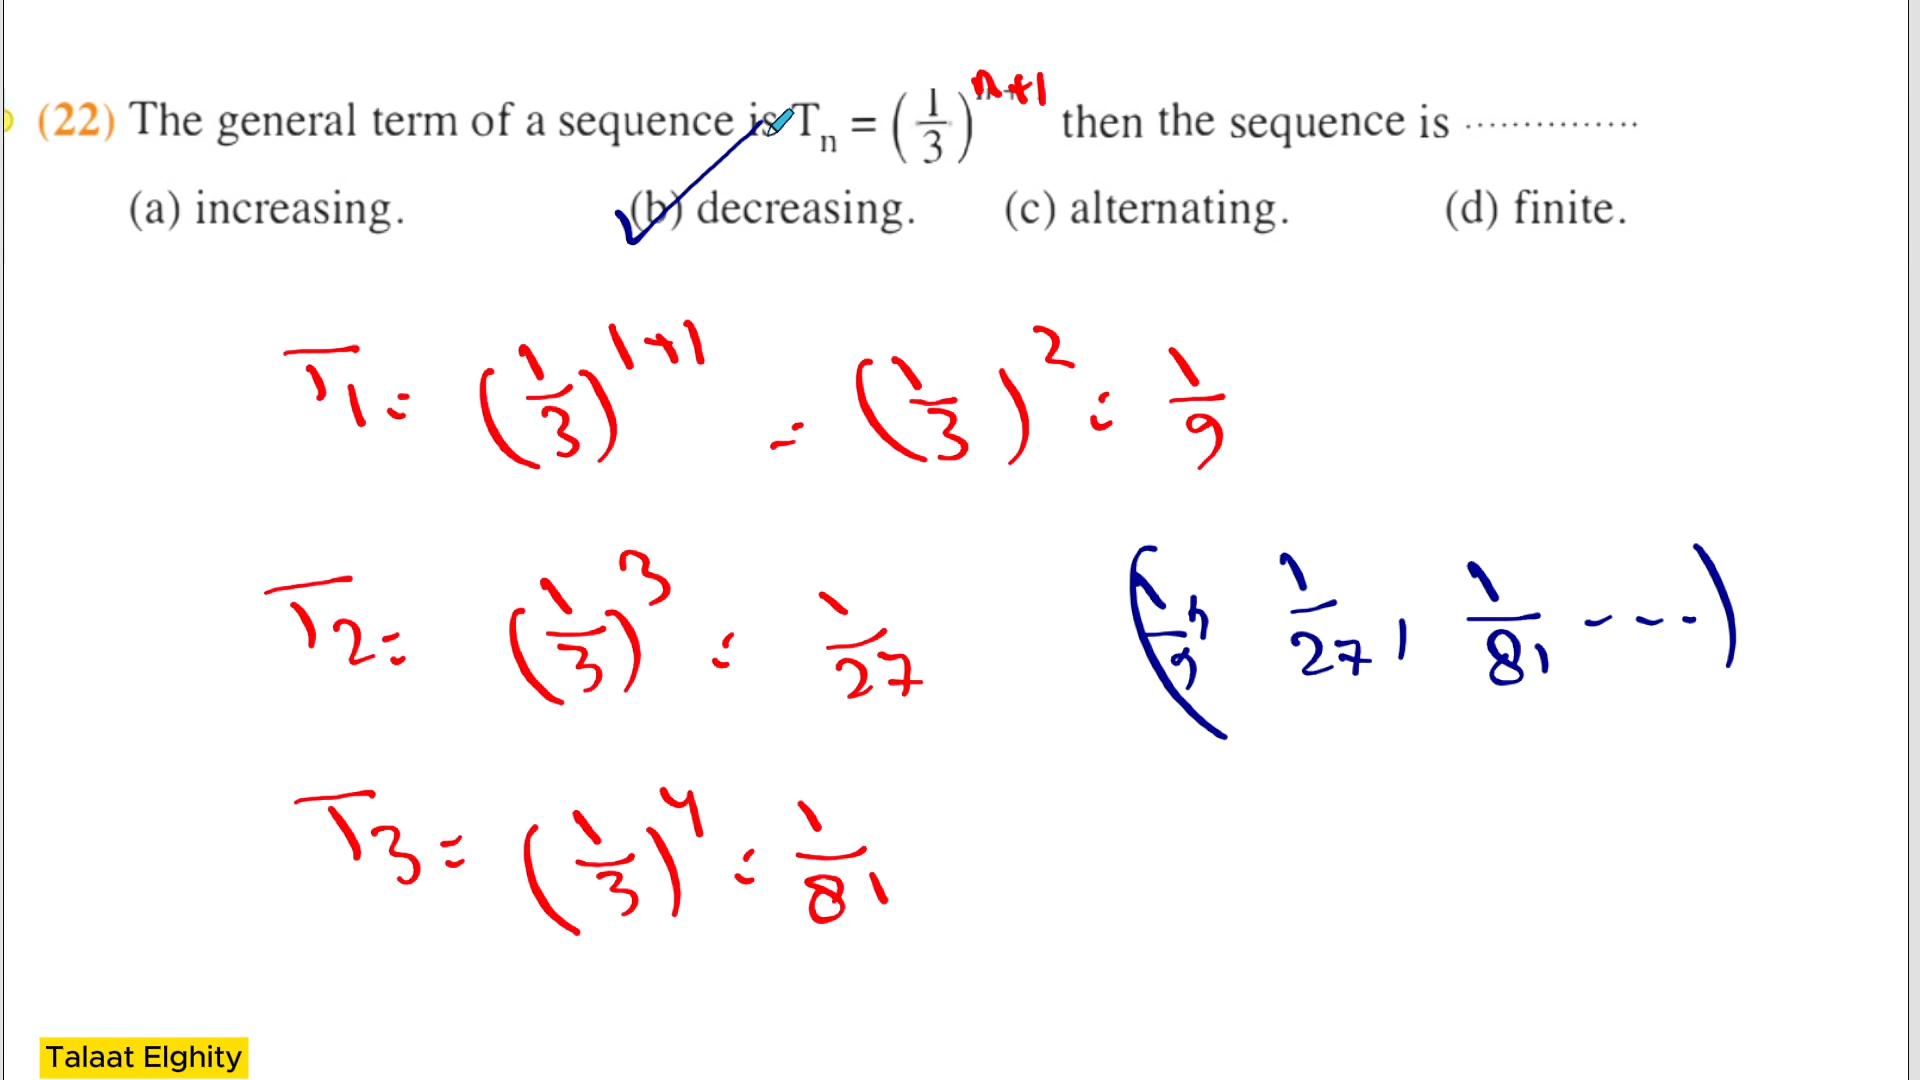 (22) The general term of a sequence is Tn = (1/3)^n+1 then the sequence is ...............
(a) increasing. (b) decreasing. (c) alternating. (d) finite.
T1 = (1/3)^1+1 = (1/3)^2 = 1/9
T2 = (1/3)^3 = 1/27
(1/9, 1/27, 1/81 ---)
T3 = (1/3)^4 = 1/81
Talaat Elghity